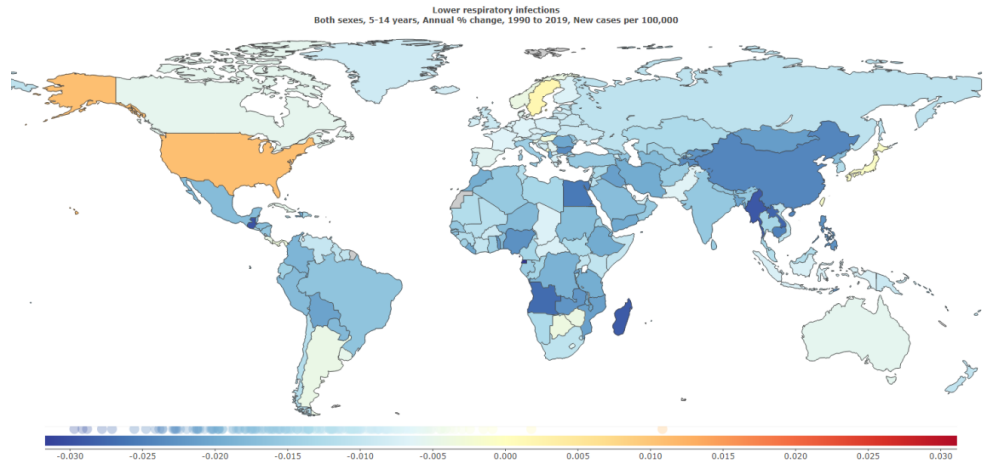 Lower respiratory infections
Both sexes, 5-14 years, Annual % change, 1990 to 2019, New cases per 100,000
-0.030 -0.025 -0.020 -0.015 -0.010 -0.005 0.000 0.005 0.010 0.015 0.020 0.025 0.030